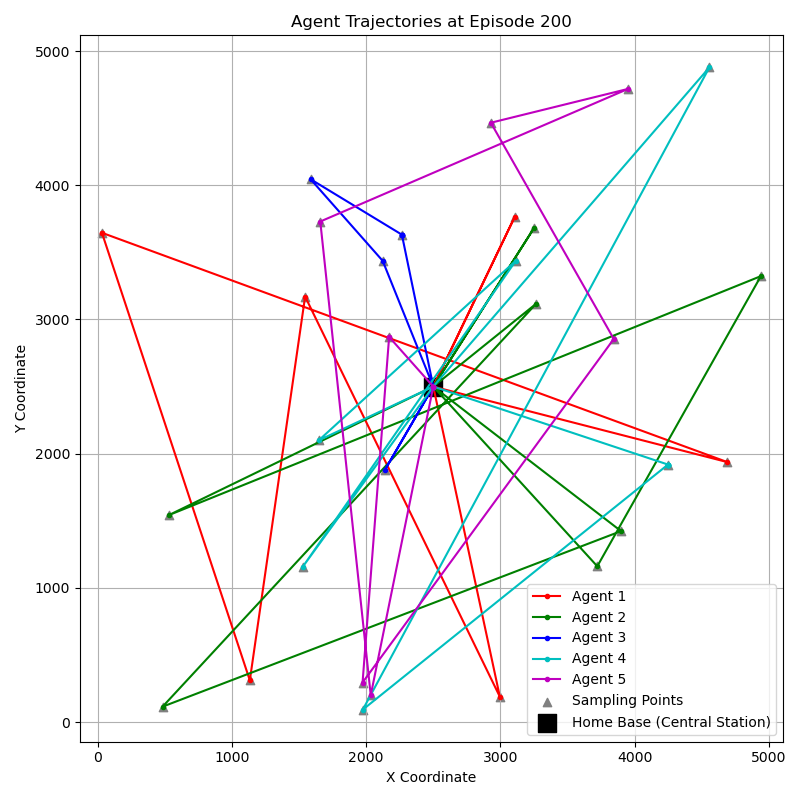 Agent Trajectories at Episode 200
5000
4000
3000
2000
1000
0
Y Coordinate
0 1000 2000 3000 4000 5000
X Coordinate
Agent 1
Agent 2
Agent 3
Agent 4
Agent 5
Sampling Points
Home Base (Central Station)